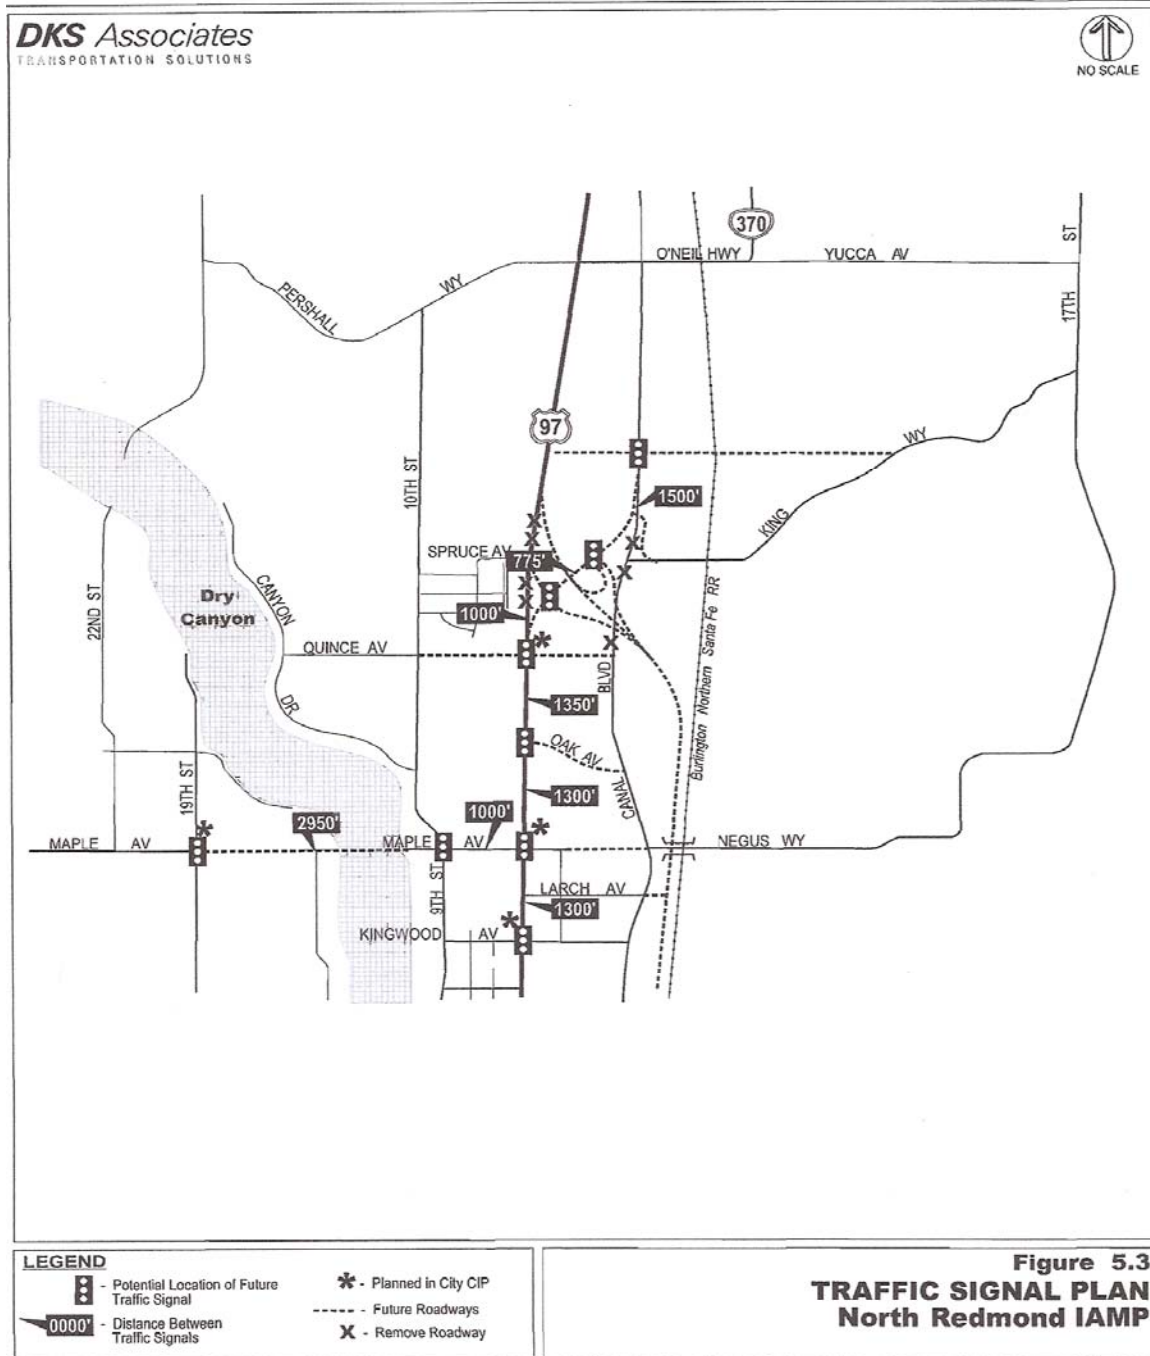 DKS Associates
TRANSPORTATION SOLUTIONS
NO SCALE
370
O'NEIL HWY
YUCCA AV
17TH ST
PERSHALL WY
97
10TH ST
KING WY
1500'
SPRUCE AV
775'
22ND ST
CANYON DR
Dry
Canyon
1000'
QUINCE AV
BLVD
Burlington Northern Santa Fe RR
1350'
OAK AV
19TH ST
CANAL
1300'
1000'
2950'
MAPLE AV
MAPLE AV
NEGUS WY
9TH ST
LARCH AV
1300'
KINGWOOD AV
LEGEND
- Potential Location of Future
Traffic Signal
0000' - Distance Between
Traffic Signals
* - Planned in City CIP
- Future Roadways
X - Remove Roadway
Figure 5.3
TRAFFIC SIGNAL PLAN
North Redmond IAMP